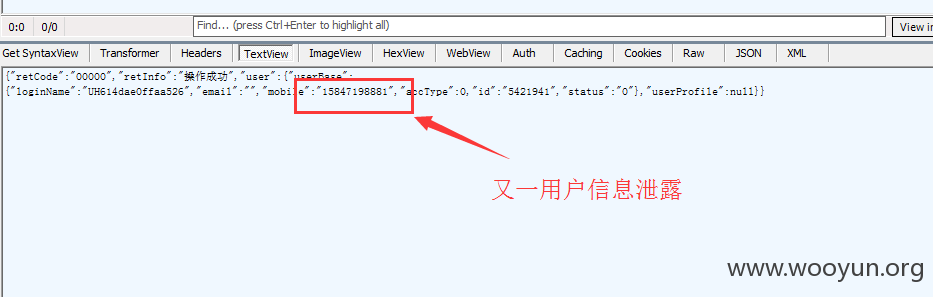 0:0 0/0 Find... (press Ctrl+Enter to highlight all) View in
Get SyntaxView Transformer Headers TextView ImageView HexView WebView Auth Caching Cookies Raw JSON XML
{"retCode":"00000","retInfo":"操作成功","user":{"userBase":
{"loginName":"UH614dae0ffaa526","email":"","mobile":"15847198881","accType":0,"id":"5421941","status":"0"},"userProfile":null}}
又一用户信息泄露
www.wooyun.org